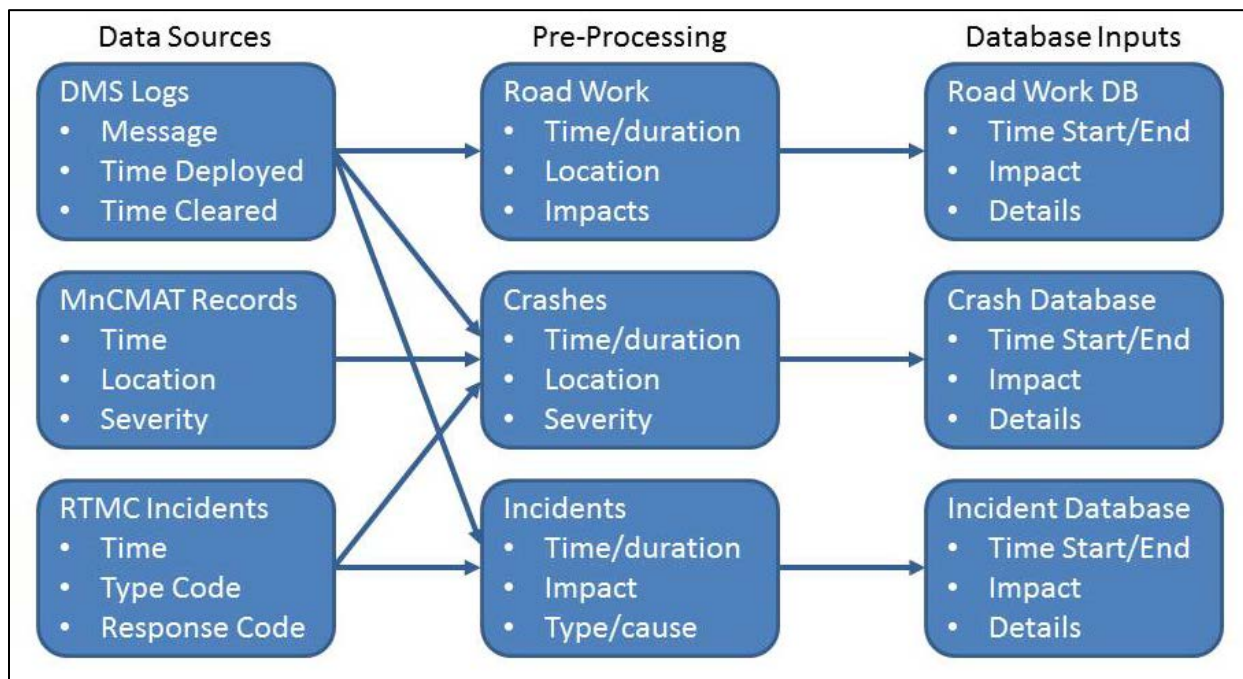 Data Sources
Pre-Processing
Database Inputs
DMS Logs
• Message
• Time Deployed
• Time Cleared
Road Work
• Time/duration
• Location
• Impacts
Road Work DB
• Time Start/End
• Impact
• Details
MnCMAT Records
• Time
• Location
• Severity
Crashes
• Time/duration
• Location
• Severity
Crash Database
• Time Start/End
• Impact
• Details
RTMC Incidents
• Time
• Type Code
• Response Code
Incidents
• Time/duration
• Impact
• Type/cause
Incident Database
• Time Start/End
• Impact
• Details